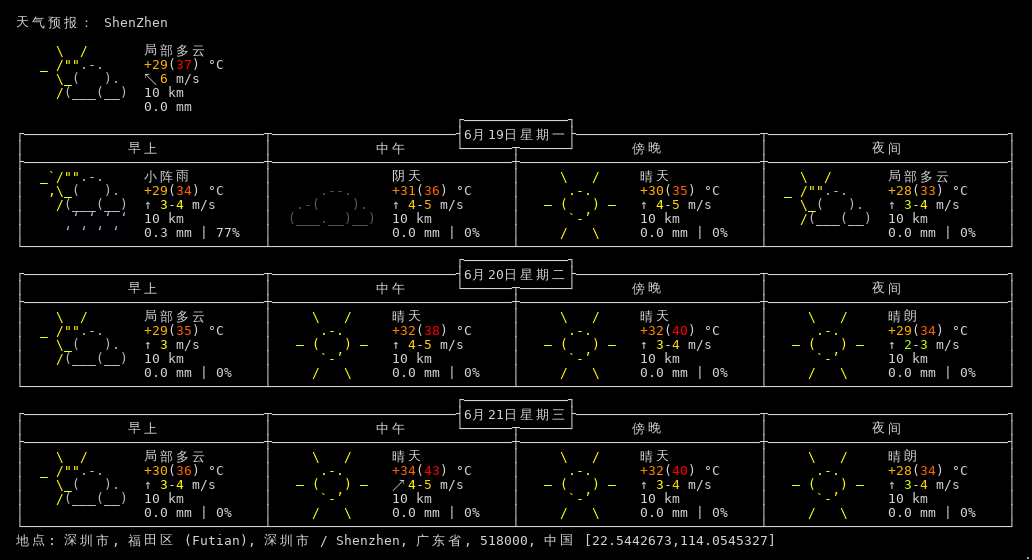 天气预报： ShenZhen
局部多云
+29(37) °C
↖ 6 m/s
10 km
0.0 mm
6月19日星期一
早上 中午 傍晚 夜间
小阵雨 阴天 晴天 局部多云
+29(34) °C +31(36) °C +30(35) °C +28(33) °C
↑ 3-4 m/s ↑ 4-5 m/s ↑ 4-5 m/s ↑ 3-4 m/s
10 km 10 km 10 km 10 km
0.3 mm | 77% 0.0 mm | 0% 0.0 mm | 0% 0.0 mm | 0%
6月20日星期二
早上 中午 傍晚 夜间
局部多云 晴天 晴天 晴朗
+29(35) °C +32(38) °C +32(40) °C +29(34) °C
↑ 3 m/s ↑ 4-5 m/s ↑ 3-4 m/s ↑ 2-3 m/s
10 km 10 km 10 km 10 km
0.0 mm | 0% 0.0 mm | 0% 0.0 mm | 0% 0.0 mm | 0%
6月21日星期三
早上 中午 傍晚 夜间
局部多云 晴天 晴天 晴朗
+30(36) °C +34(43) °C +32(40) °C +28(34) °C
↑ 3-4 m/s ↗ 4-5 m/s ↑ 3-4 m/s ↑ 3-4 m/s
10 km 10 km 10 km 10 km
0.0 mm | 0% 0.0 mm | 0% 0.0 mm | 0% 0.0 mm | 0%
地点: 深圳市, 福田区 (Futian), 深圳市 / Shenzhen, 广东省, 518000, 中国 [22.5442673,114.0545327]